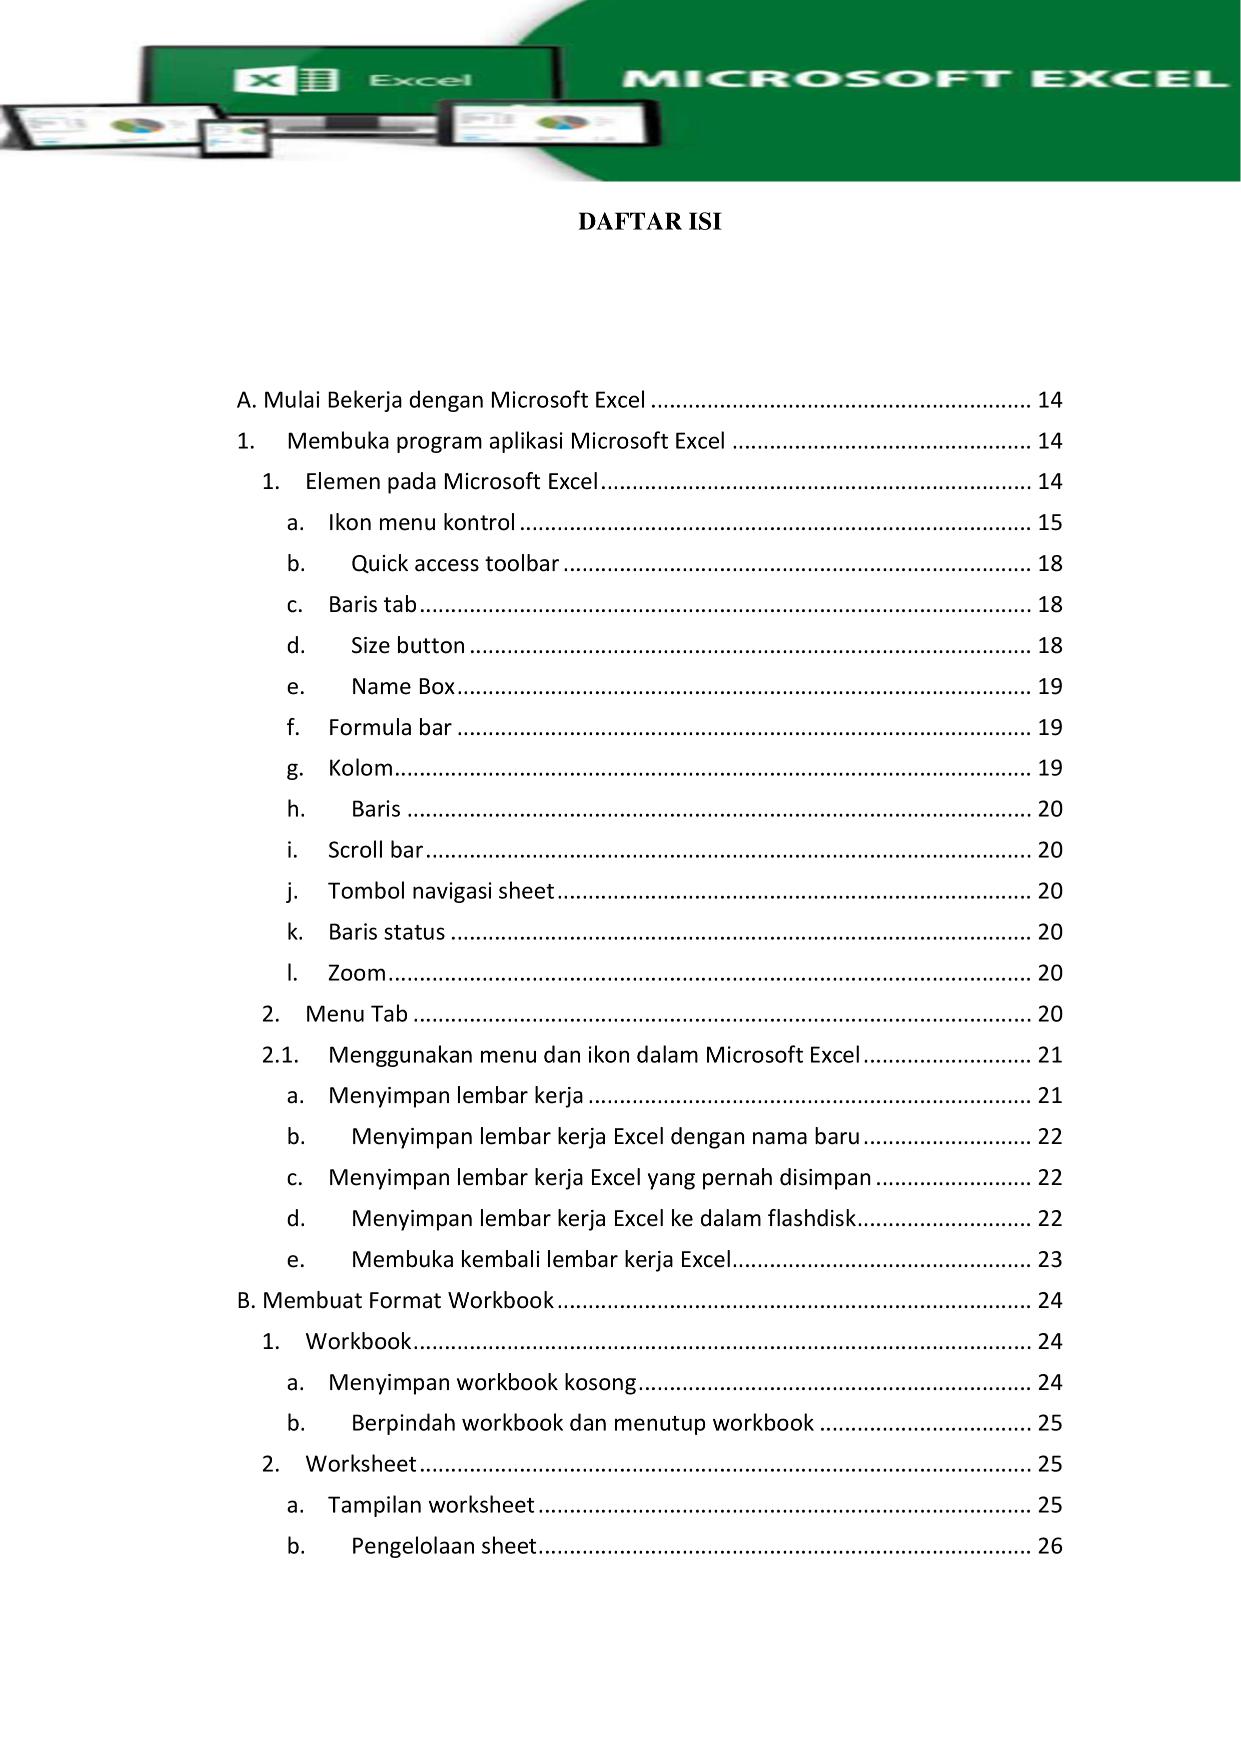 Excel
MICROSOFT EXCEL
DAFTAR ISI
A. Mulai Bekerja dengan Microsoft Excel ............................................................. 14
1. Membuka program aplikasi Microsoft Excel ................................................ 14
1. Elemen pada Microsoft Excel..................................................................... 14
a. Ikon menu kontrol .................................................................................. 15
b. Quick access toolbar ........................................................................... 18
c. Baris tab.................................................................................................. 18
d. Size button .......................................................................................... 18
e. Name Box............................................................................................ 19
f. Formula bar ............................................................................................ 19
g. Kolom...................................................................................................... 19
h. Baris .................................................................................................... 20
i. Scroll bar................................................................................................. 20
j. Tombol navigasi sheet............................................................................ 20
k. Baris status ............................................................................................. 20
l. Zoom....................................................................................................... 20
2. Menu Tab ................................................................................................... 20
2.1. Menggunakan menu dan ikon dalam Microsoft Excel........................... 21
a. Menyimpan lembar kerja ....................................................................... 21
b. Menyimpan lembar kerja Excel dengan nama baru........................... 22
c. Menyimpan lembar kerja Excel yang pernah disimpan ......................... 22
d. Menyimpan lembar kerja Excel ke dalam flashdisk............................ 22
e. Membuka kembali lembar kerja Excel................................................ 23
B. Membuat Format Workbook............................................................................ 24
1. Workbook................................................................................................... 24
a. Menyimpan workbook kosong............................................................... 24
b. Berpindah workbook dan menutup workbook .................................. 25
2. Worksheet.................................................................................................. 25
a. Tampilan worksheet............................................................................... 25
b. Pengelolaan sheet............................................................................... 26